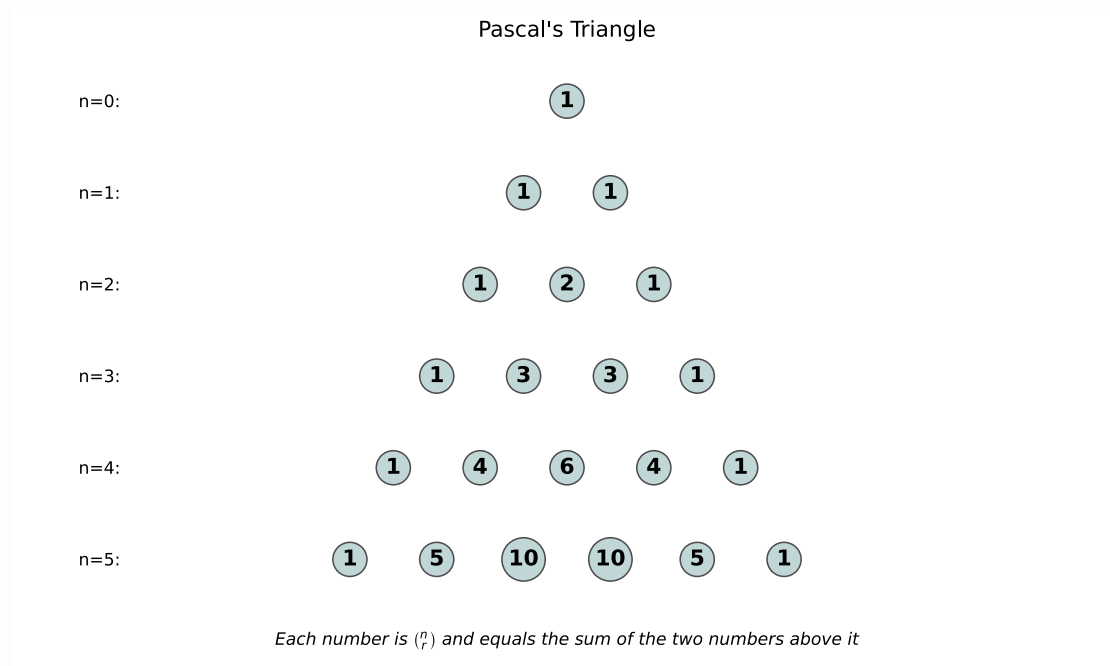 Pascal's Triangle
n=0: 1
n=1: 1 1
n=2: 1 2 1
n=3: 1 3 3 1
n=4: 1 4 6 4 1
n=5: 1 5 10 10 5 1
Each number is (n r) and equals the sum of the two numbers above it